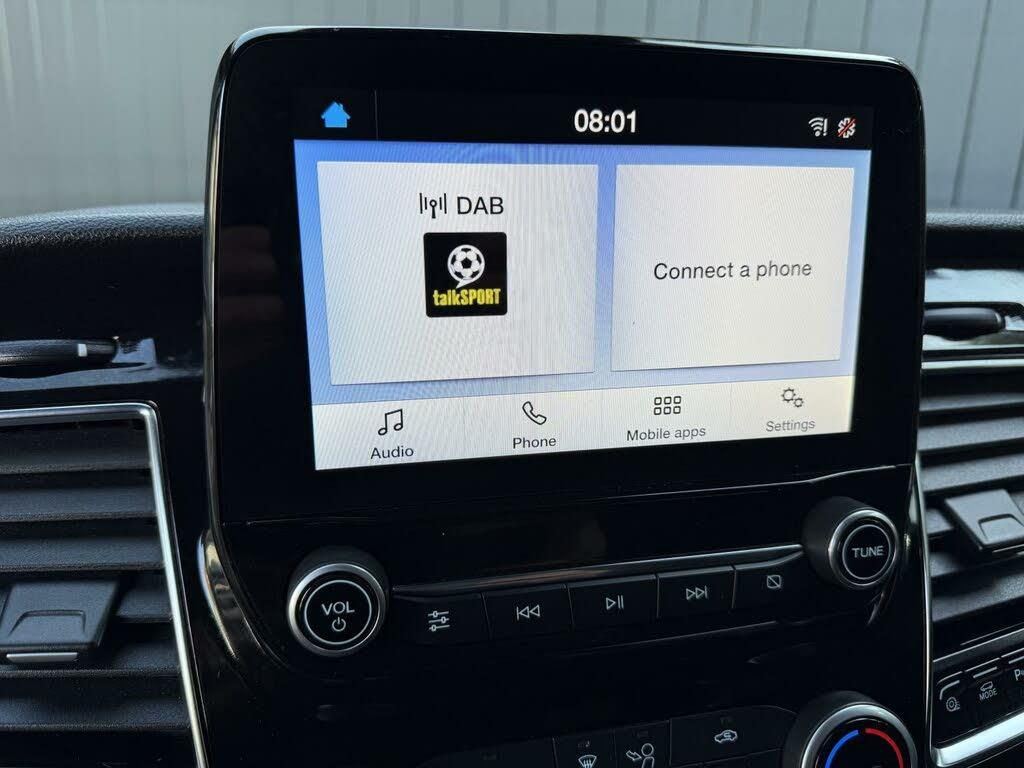 08:01
DAB
talkSPORT
Connect a phone
Audio
Phone
Mobile apps
Settings
VOL
TUNE
MODE